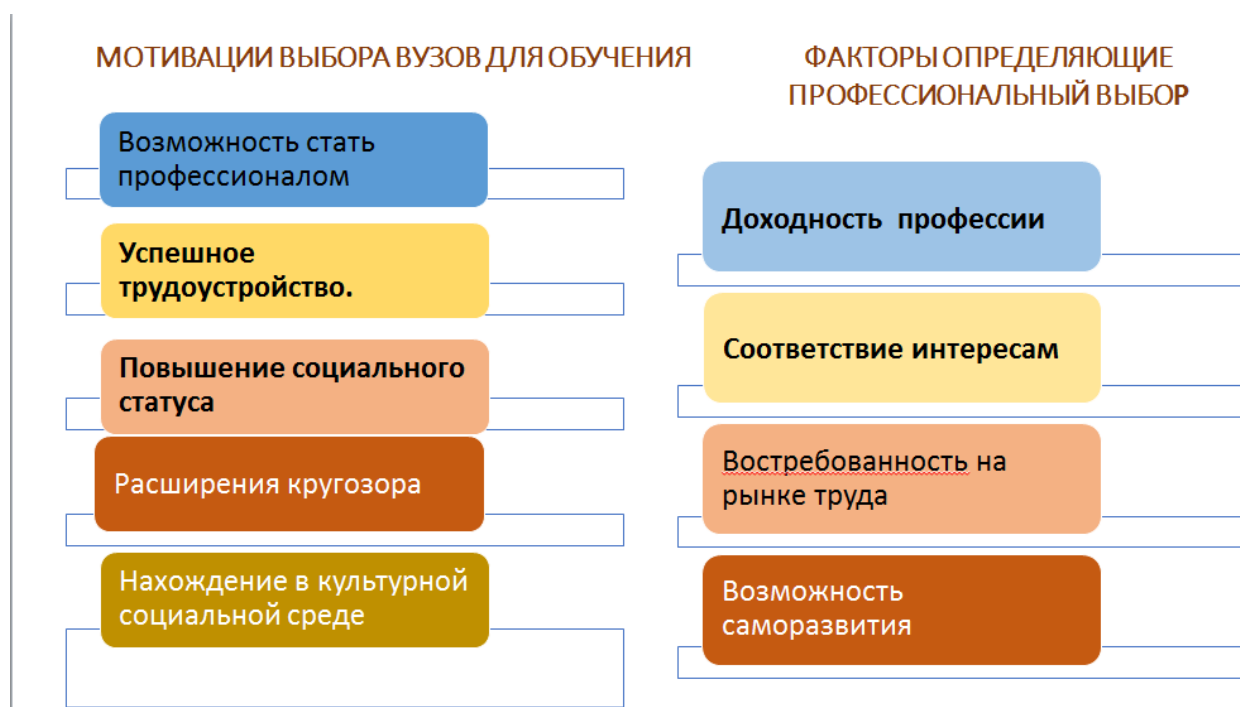 МОТИВАЦИИ ВЫБОРА ВУЗОВ ДЛЯ ОБУЧЕНИЯ
Возможность стать
профессионалом
Успешное
трудоустройство.
Повышение социального
статуса
Расширения кругозора
Нахождение в культурной
социальной среде
ФАКТОРЫ ОПРЕДЕЛЯЮЩИЕ
ПРОФЕССИОНАЛЬНЫЙ ВЫБОР
Доходность профессии
Соответствие интересам
Востребованность на
рынке труда
Возможность
саморазвития